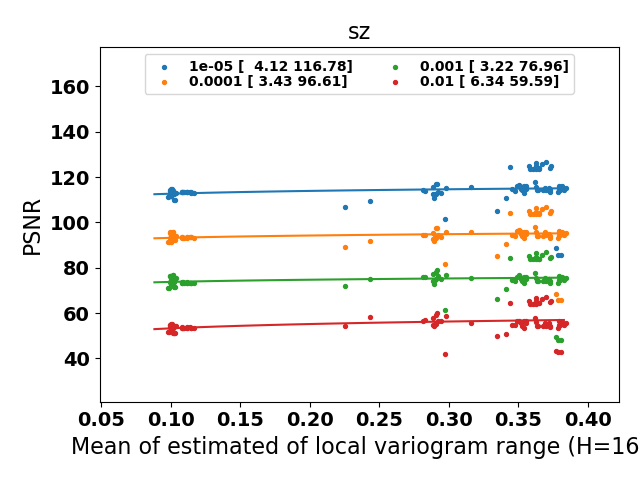 sz
1e-05 [  4.12 116.78]
0.0001 [ 3.43 96.61]
0.001 [ 3.22 76.96]
0.01 [ 6.34 59.59]
PSNR
160
140
120
100
80
60
40
0.05 0.10 0.15 0.20 0.25 0.30 0.35 0.40
Mean of estimated of local variogram range (H=16